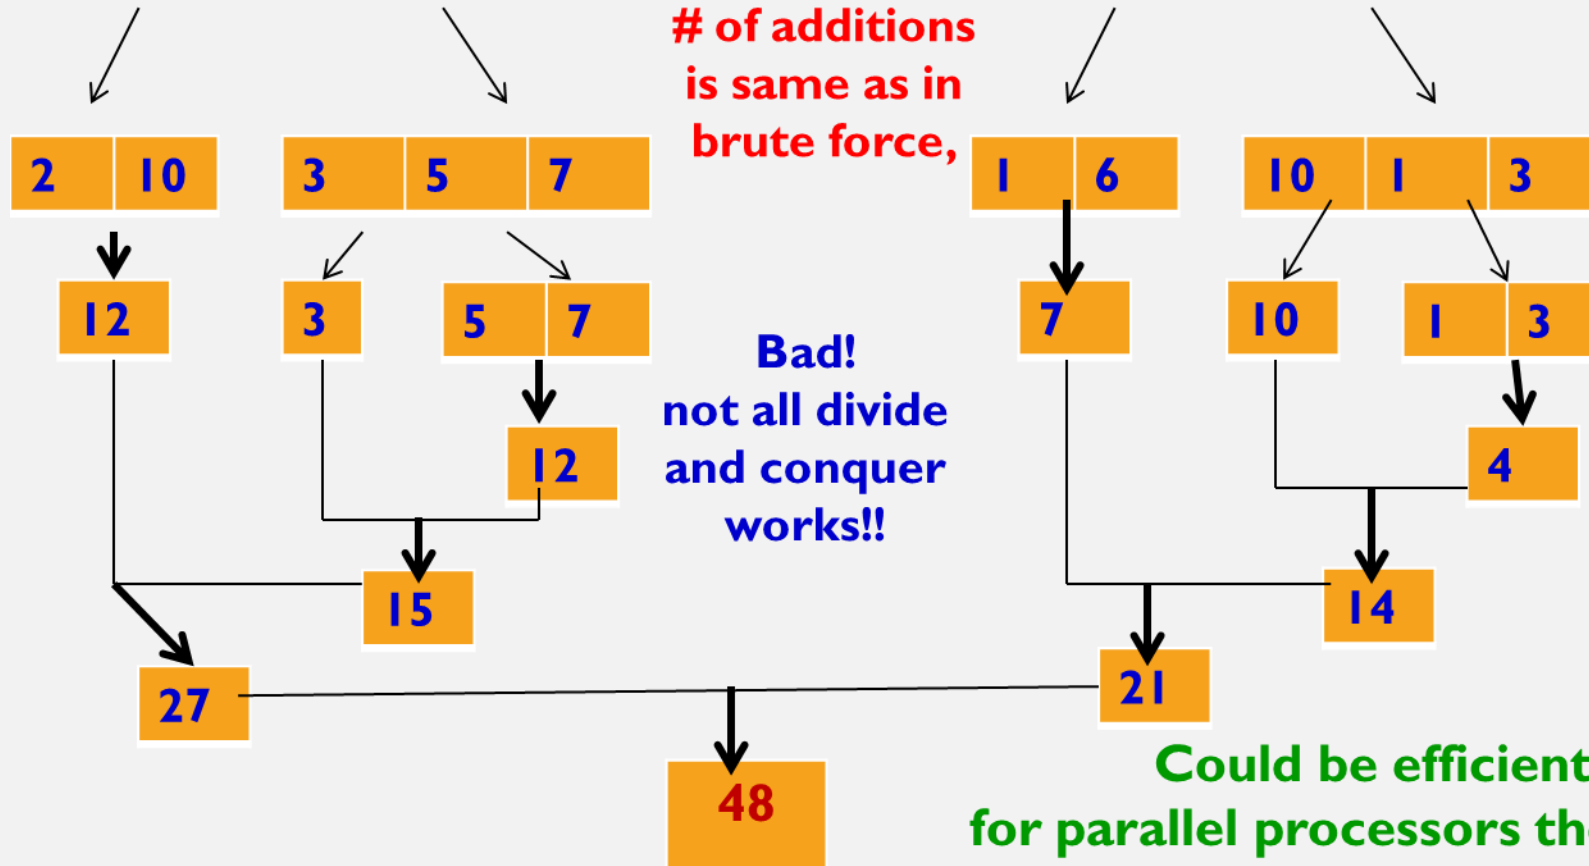 # of additions
is same as in
brute force,
2 10 3 5 7 1 6 10 1 3
12 3 5 7 7 10 1 3
Bad!
not all divide
and conquer
works!!
12 4
15 14
27 21
48
Could be efficient
for parallel processors